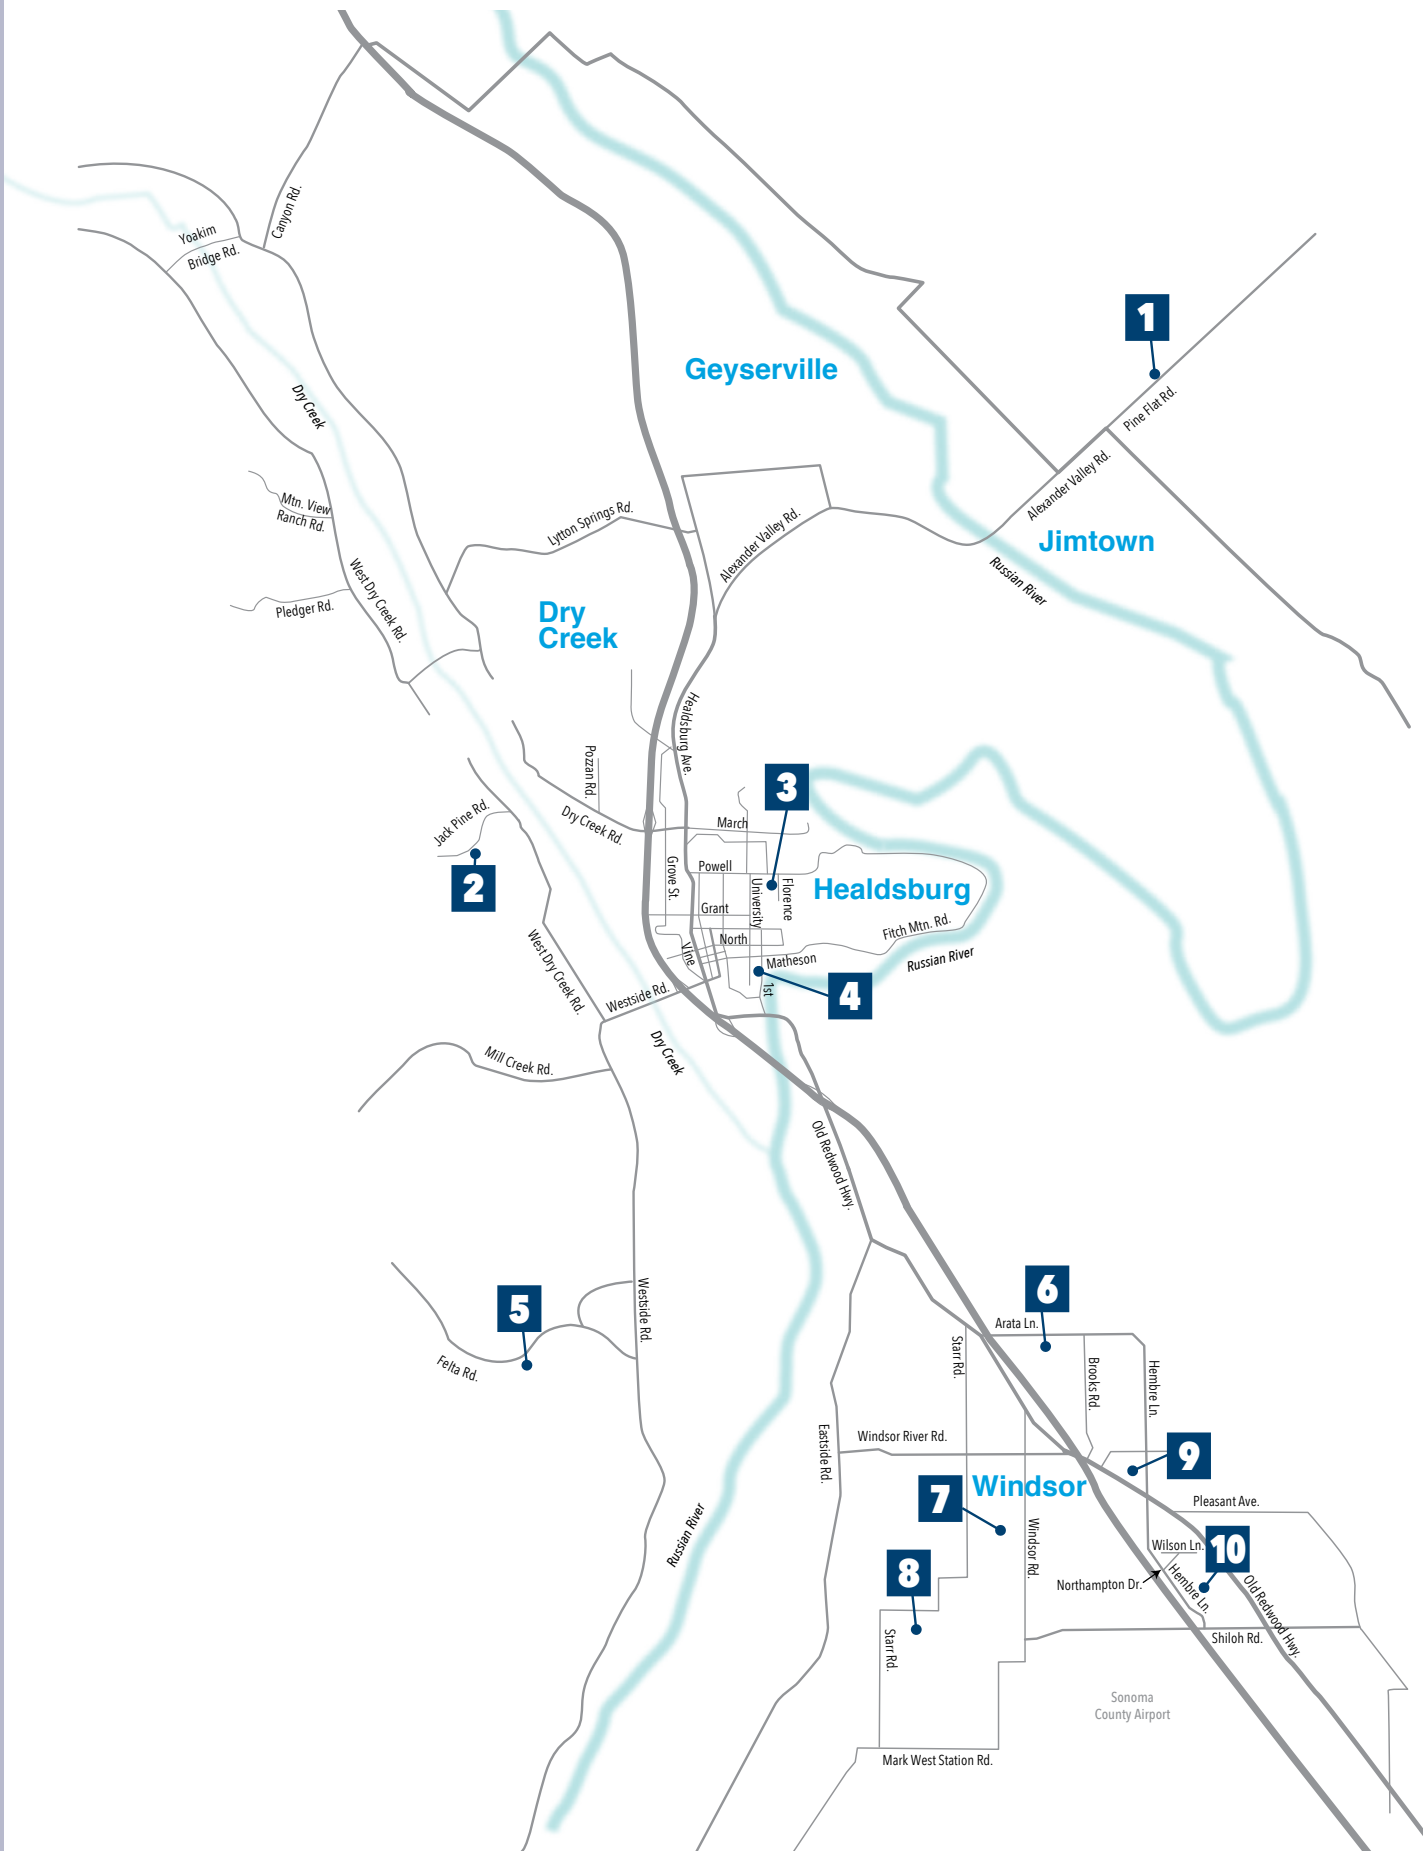 Canyon Rd.
Yoakim
Bridge Rd.
1
Geyserville
Pine Flat Rd.
Dry Creek
Alexander Valley Rd.
Mtn. View
Ranch Rd.
Lytton Springs Rd.
Alexander Valley Rd.
Jimtown
Russian River
West Dry Creek Rd.
Pledger Rd.
Dry
Creek
Healdsburg Ave.
Pozzan Rd.
3
Jack Pine Rd.
Dry Creek Rd.
March
2
Grove St.
Powell
University
Florence
Healdsburg
Grant
Fitch Mtn. Rd.
North
Vine
Matheson
Russian River
West Dry Creek Rd.
Westside Rd.
1st
4
Dry Creek
Mill Creek Rd.
Old Redwood Hwy.
5
Westside Rd.
6
Arata Ln.
Felta Rd.
Starr Rd.
Brooks Rd.
Hembre Ln.
Eastside Rd.
Windsor River Rd.
9
Windsor
7
Pleasant Ave.
Russian River
Windsor Rd.
Wilson Ln.
10
8
Northampton Dr.
Hembre Ln.
Old Redwood Hwy.
Starr Rd.
Shiloh Rd.
Sonoma
County Airport
Mark West Station Rd.